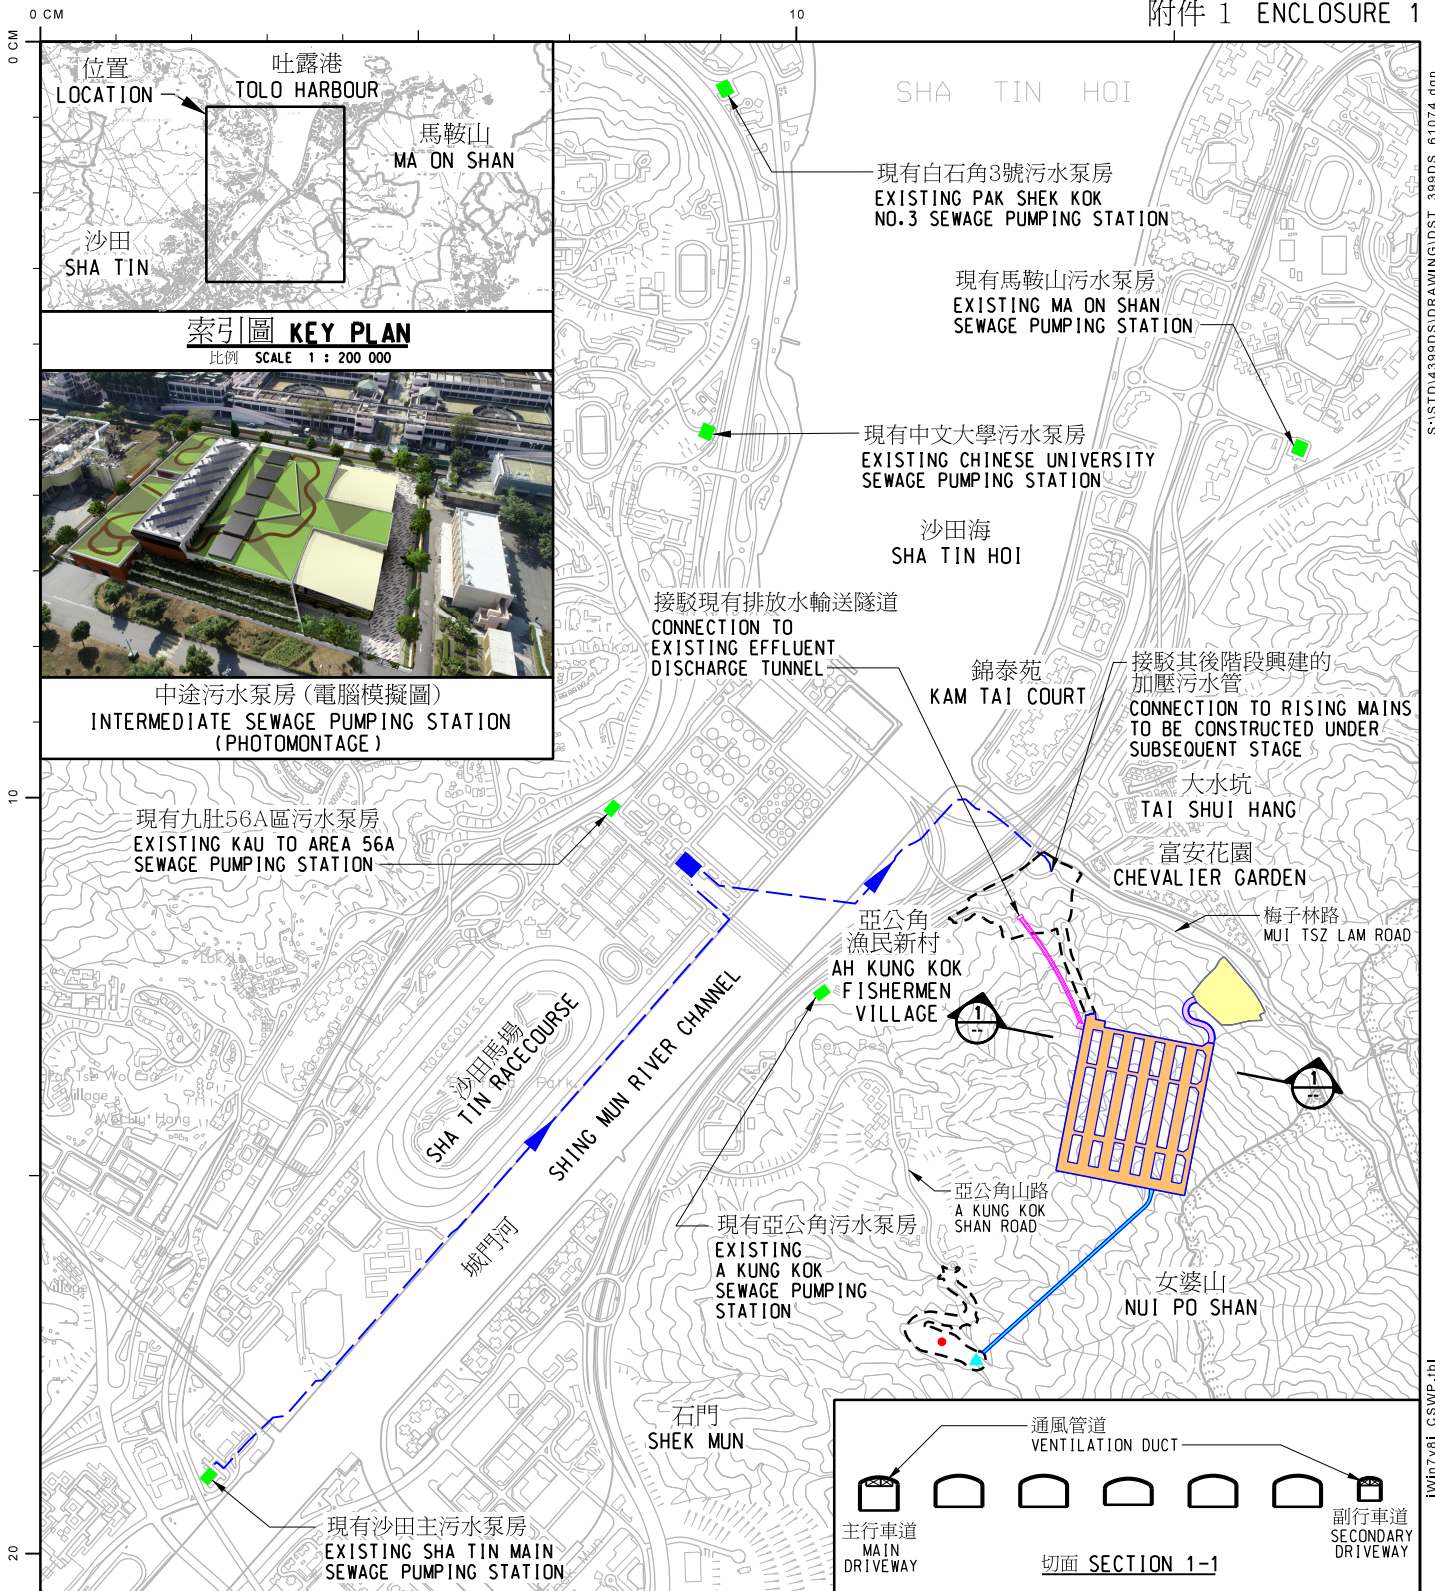 附件 1 ENCLOSURE 1
0 CM
10
0 CM
10
20
位置
LOCATION
吐露港
TOLO HARBOUR
馬鞍山
MA ON SHAN
沙田
SHA TIN
索引圖 KEY PLAN
比例 SCALE 1 : 200 000
中途污水泵房 (電腦模擬圖)
INTERMEDIATE SEWAGE PUMPING STATION
(PHOTOMONTAGE)
SHA TIN HOI
現有白石角3號污水泵房
EXISTING PAK SHEK KOK
NO.3 SEWAGE PUMPING STATION
現有馬鞍山污水泵房
EXISTING MA ON SHAN
SEWAGE PUMPING STATION
現有中文大學污水泵房
EXISTING CHINESE UNIVERSITY
SEWAGE PUMPING STATION
沙田海
SHA TIN HOI
接駁現有排放水輸送隧道
CONNECTION TO
EXISTING EFFLUENT
DISCHARGE TUNNEL
錦泰苑
KAM TAI COURT
接駁其後階段興建的
加壓污水管
CONNECTION TO RISING MAINS
TO BE CONSTRUCTED UNDER
SUBSEQUENT STAGE
大水坑
TAI SHUI HANG
富安花園
CHEVALIER GARDEN
梅子林路
MUI TSZ LAM ROAD
現有九肚56A區污水泵房
EXISTING KAU TO AREA 56A
SEWAGE PUMPING STATION
亞公角
漁民新村
AH KUNG KOK
FISHERMEN
VILLAGE
1
--
1
--
沙田馬場
SHA TIN RACECOURSE
SHING MUN RIVER CHANNEL
城門河
亞公角山路
A KUNG KOK
SHAN ROAD
現有亞公角污水泵房
EXISTING
A KUNG KOK
SEWAGE PUMPING
STATION
女婆山
NUI PO SHAN
石門
SHEK MUN
現有沙田主污水泵房
EXISTING SHA TIN MAIN
SEWAGE PUMPING STATION
通風管道
VENTILATION DUCT
主行車道
MAIN
DRIVEWAY
副行車道
SECONDARY
DRIVEWAY
切面 SECTION 1-1